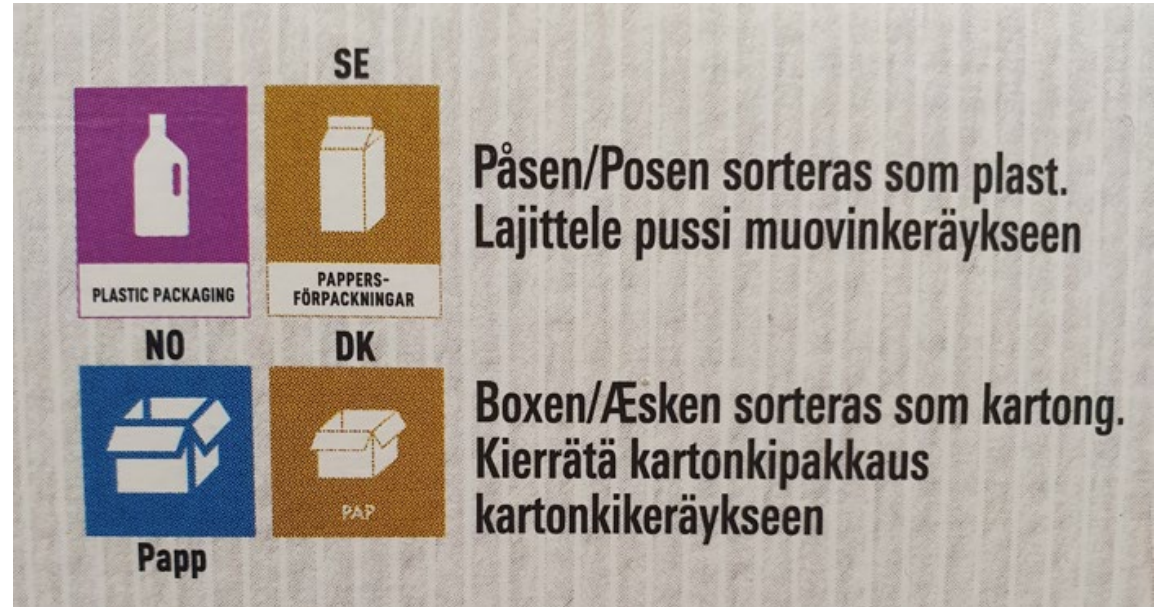 SE
PLASTIC PACKAGING
PAPPERS-
FÖRPACKNINGAR
Påsen/Posen sorteras som plast.
Lajittele pussi muovinkeräykseen
NO
DK
PAP
Papp
Boxen/Æsken sorteras som kartong.
Kierrätä kartonkipakkaus
kartonkikeräykseen